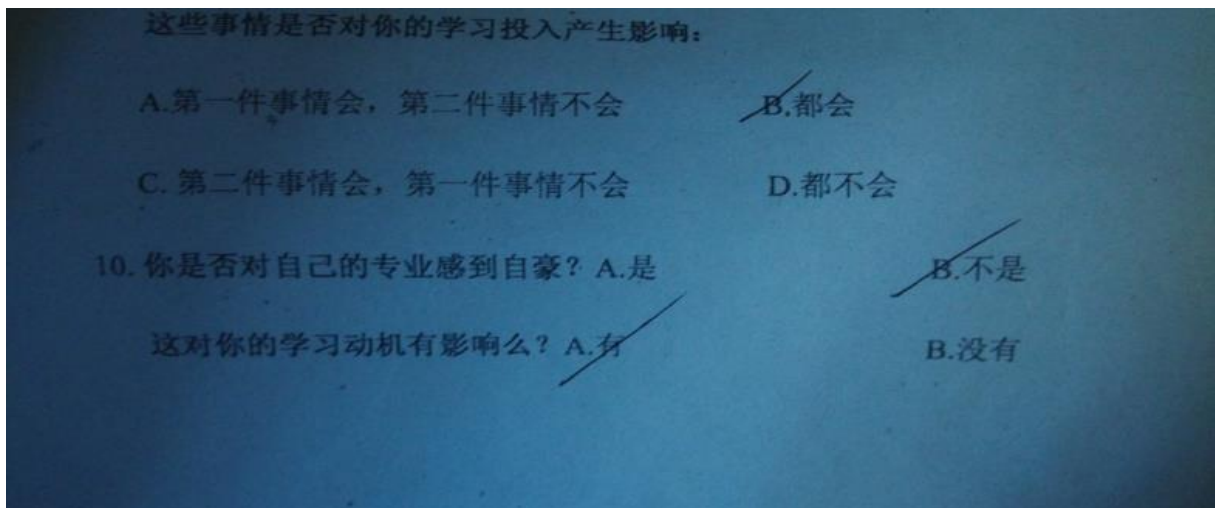 这些事情是否对你的学习投入产生影响：
A.第一件事情会，第二件事情不会 B.都会
C. 第二件事情会，第一件事情不会 D.都不会
10. 你是否对自己的专业感到自豪？A.是 B.不是
这对你的学习动机有影响么？A.有 B.没有